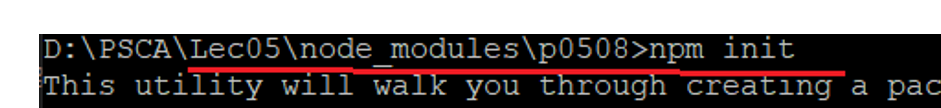 D:\PSCA\Lec05\node_modules\p0508>npm init
This utility will walk you through creating a pac